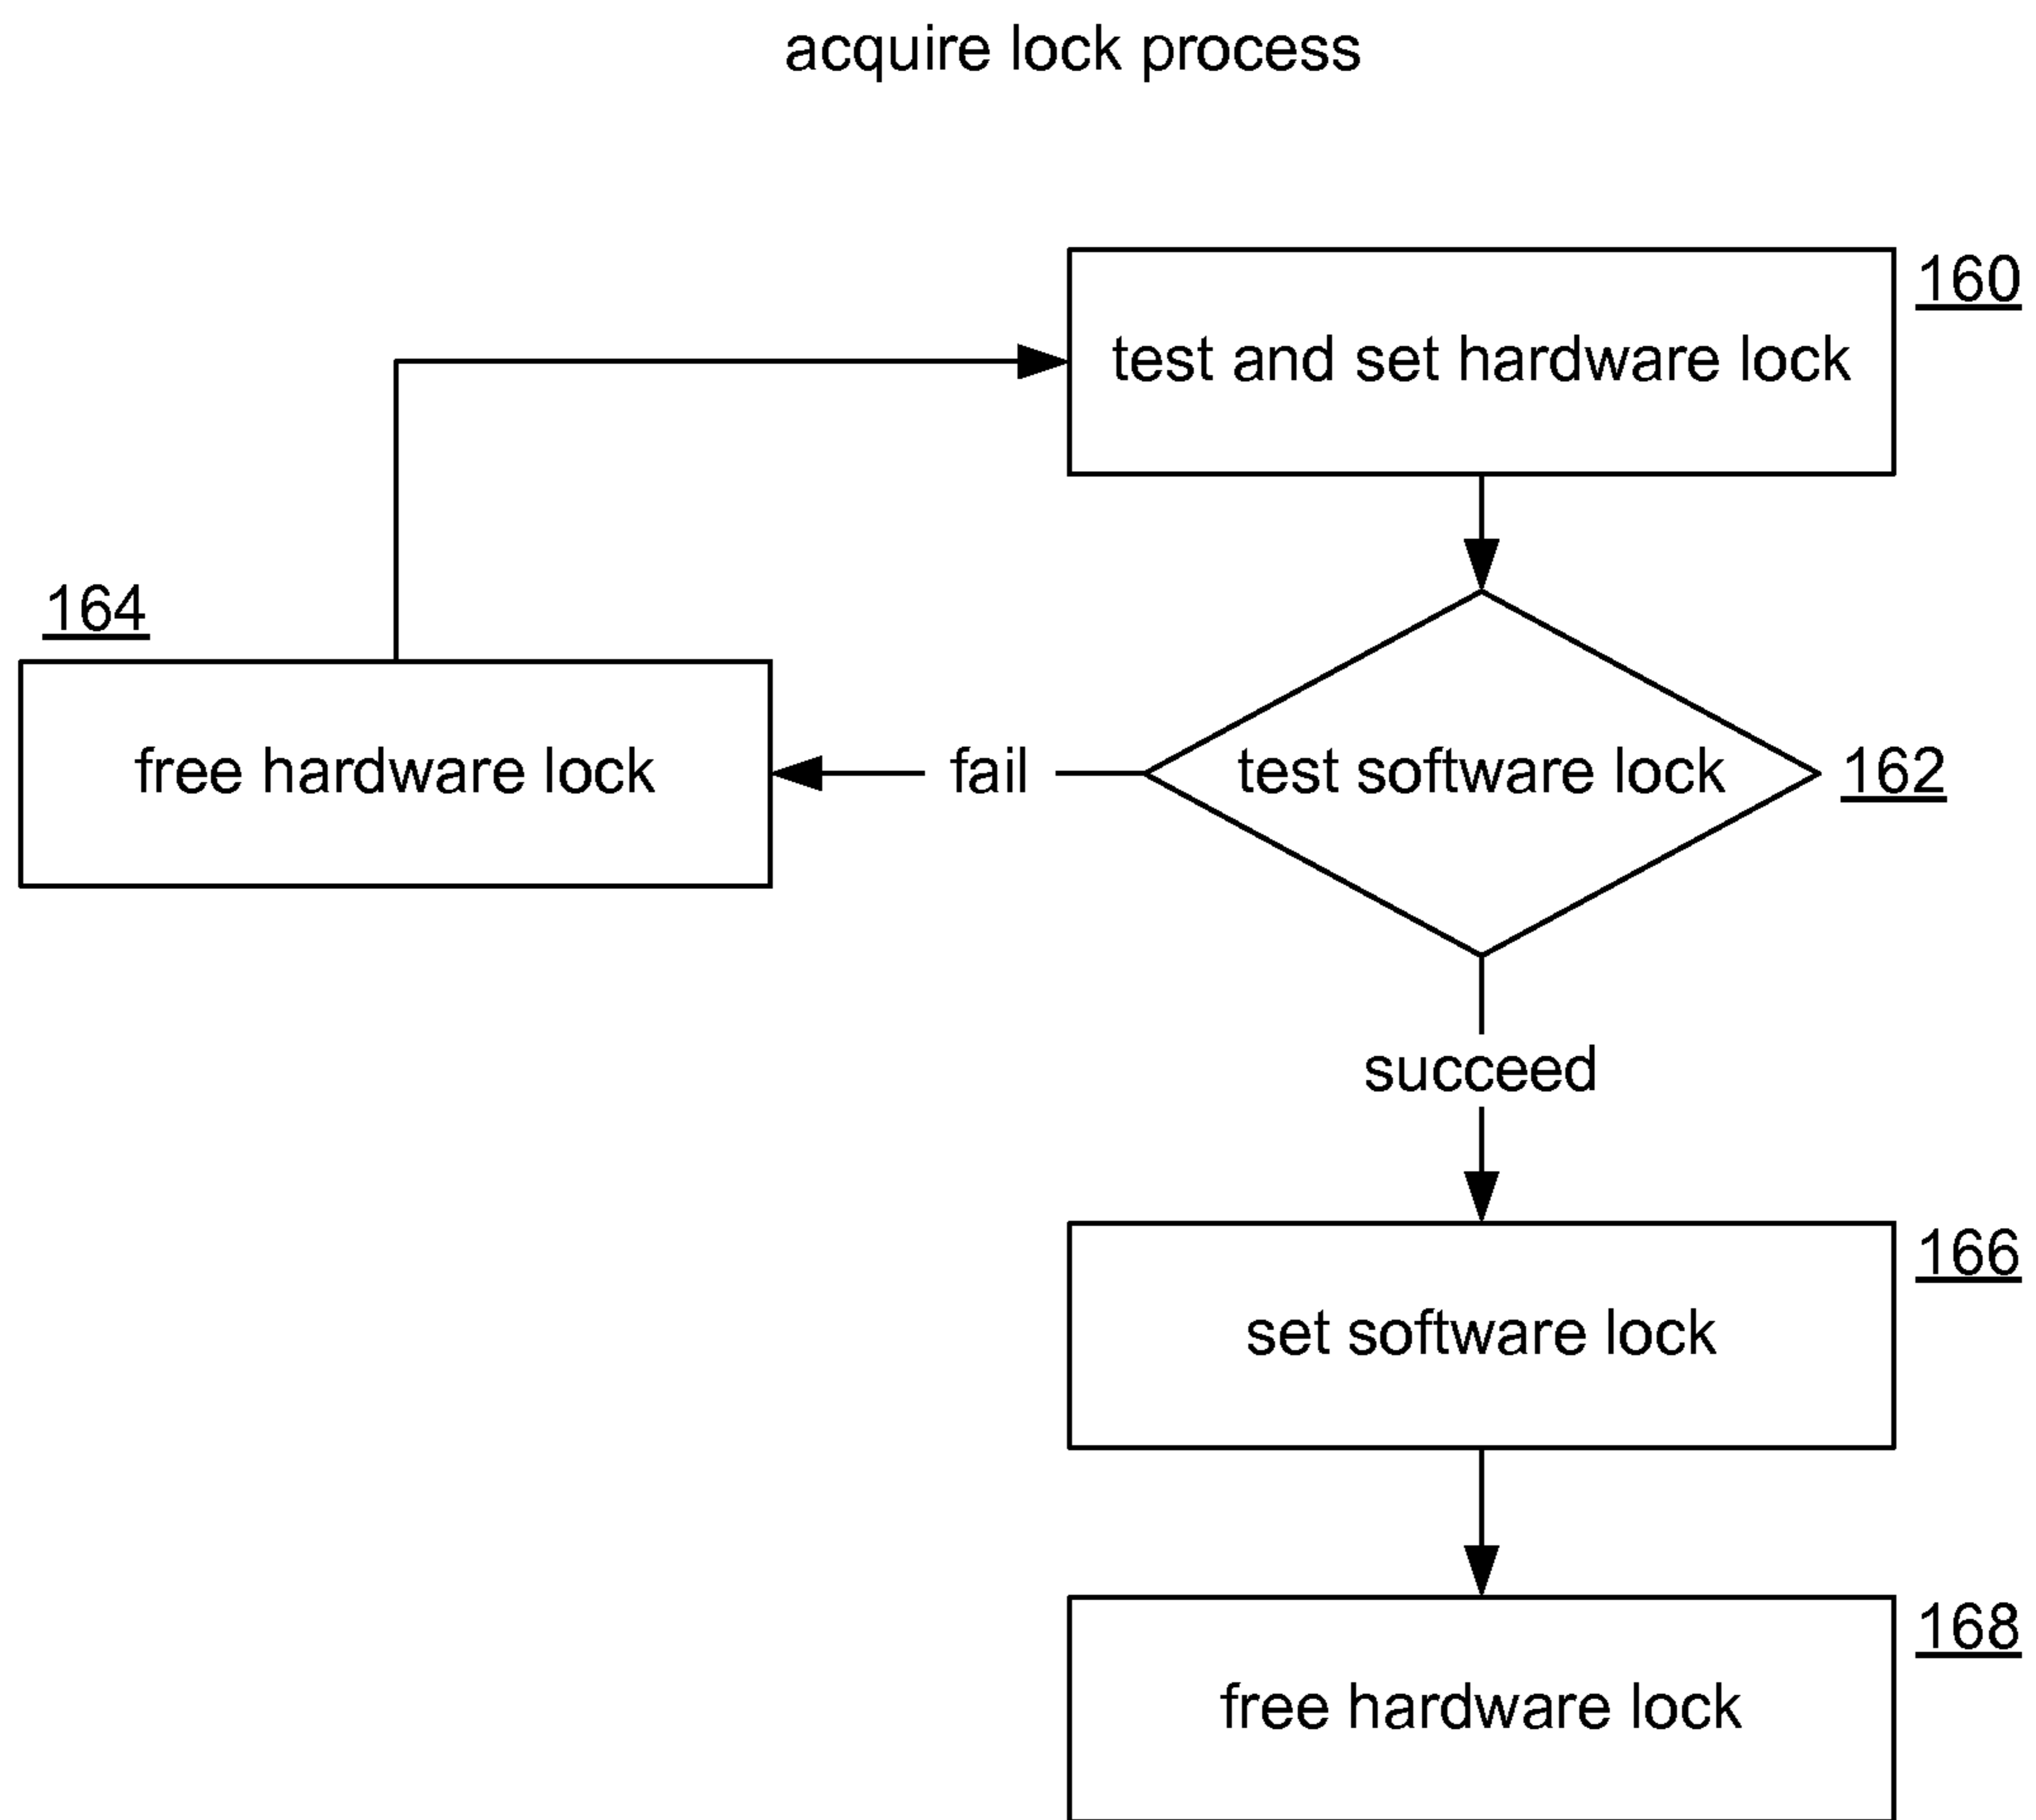 acquire lock process
160
test and set hardware lock
164
free hardware lock
fail
test software lock
162
succeed
166
set software lock
168
free hardware lock